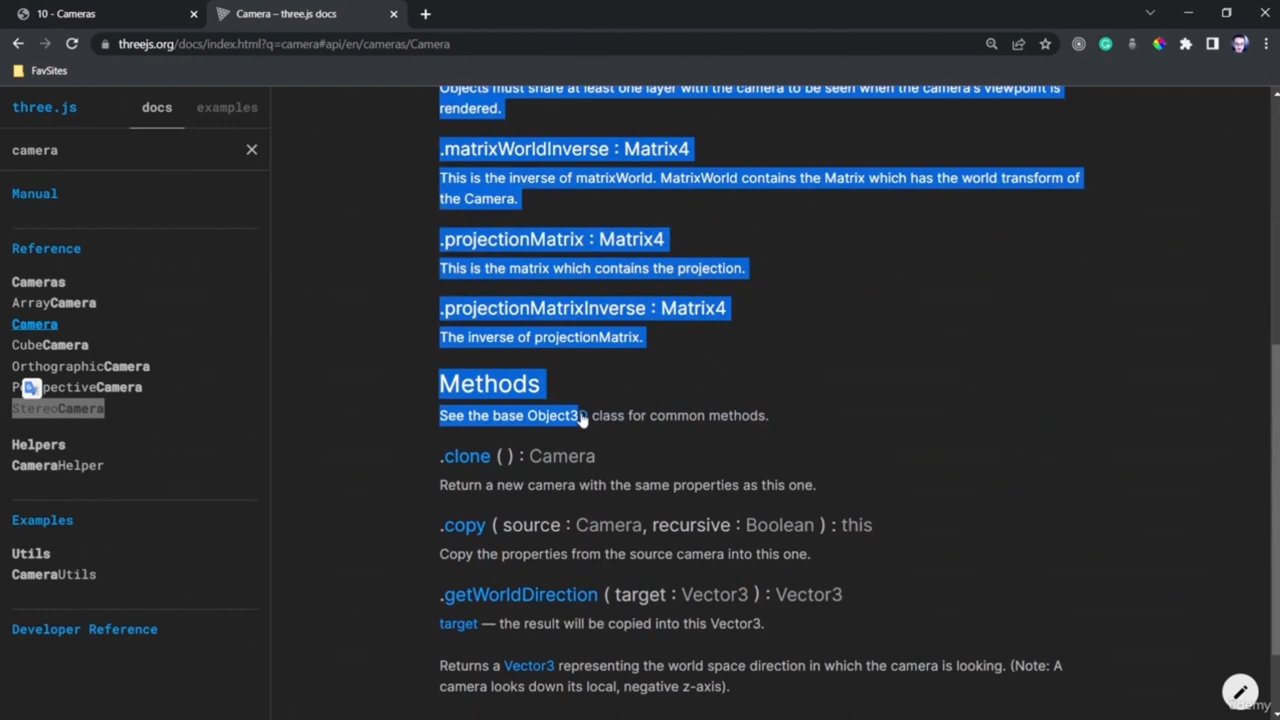 10 - Cameras
Camera – three.js docs
threejs.org/docs/index.html?q=camera#api/en/cameras/Camera
FavSites
three.js docs examples
camera
Manual
Reference
Cameras
ArrayCamera
Camera
CubeCamera
OrthographicCamera
StereoCamera
Helpers
CameraHelper
Examples
Utils
CameraUtils
Developer Reference
Objects must share at least one layer with the camera to be seen when the camera's viewpoint is
rendered.
.matrixWorldInverse : Matrix4
This is the inverse of matrixWorld. MatrixWorld contains the Matrix which has the world transform of
the Camera.
.projectionMatrix : Matrix4
This is the matrix which contains the projection.
.projectionMatrixInverse : Matrix4
The inverse of projectionMatrix.
Methods
See the base Object3D class for common methods.
.clone ( ) : Camera
Return a new camera with the same properties as this one.
.copy ( source : Camera, recursive : Boolean ) : this
Copy the properties from the source camera into this one.
.getWorldDirection ( target : Vector3 ) : Vector3
target — the result will be copied into this Vector3.
Returns a Vector3 representing the world space direction in which the camera is looking. (Note: A
camera looks down its local, negative z-axis).
ûdemy